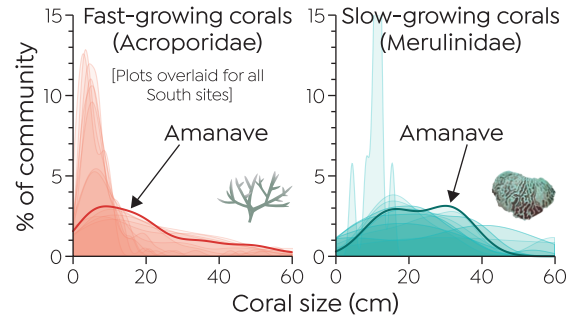 Fast-growing corals
(Acroporidae)
[Plots overlaid for all
South sites]
Amanave
15
10
5
0
0
20
40
60
% of community
Slow-growing corals
(Merulinidae)
Amanave
15
10
5
0
0
20
40
60
Coral size (cm)